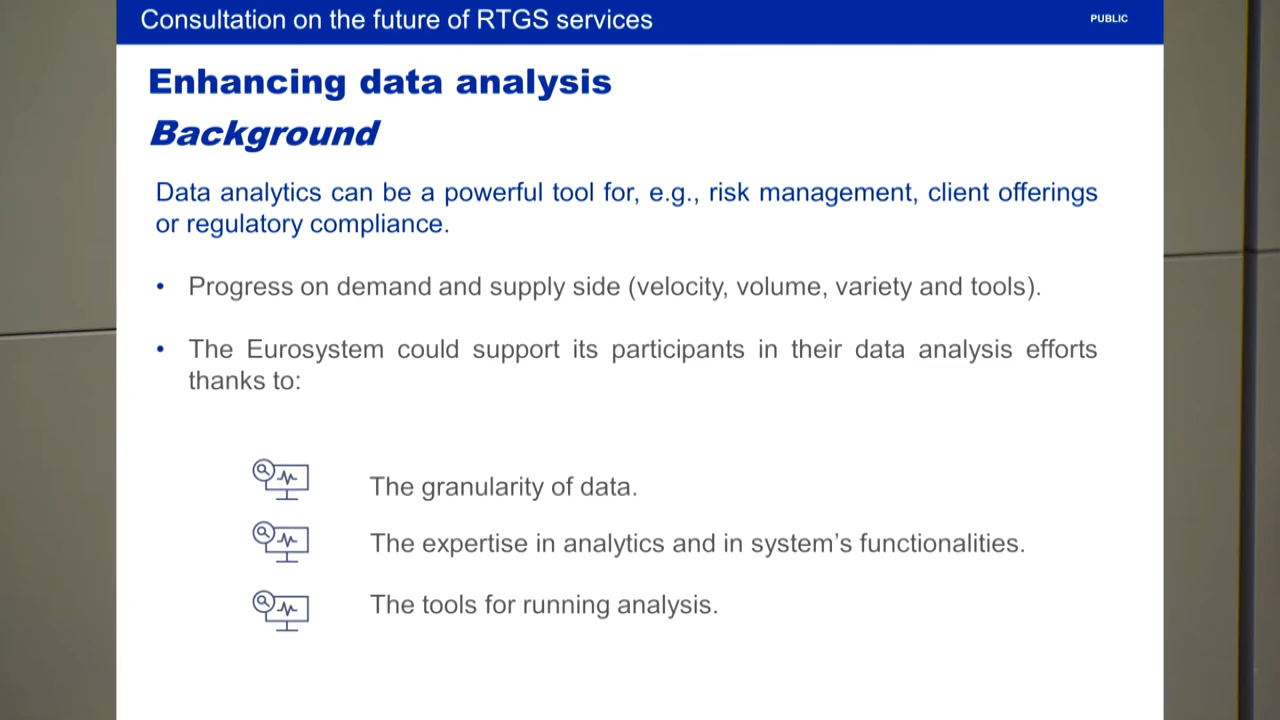 Consultation on the future of RTGS services
PUBLIC
Enhancing data analysis
Background
Data analytics can be a powerful tool for, e.g., risk management, client offerings
or regulatory compliance.
• Progress on demand and supply side (velocity, volume, variety and tools).
• The Eurosystem could support its participants in their data analysis efforts
thanks to:
The granularity of data.
The expertise in analytics and in system’s functionalities.
The tools for running analysis.